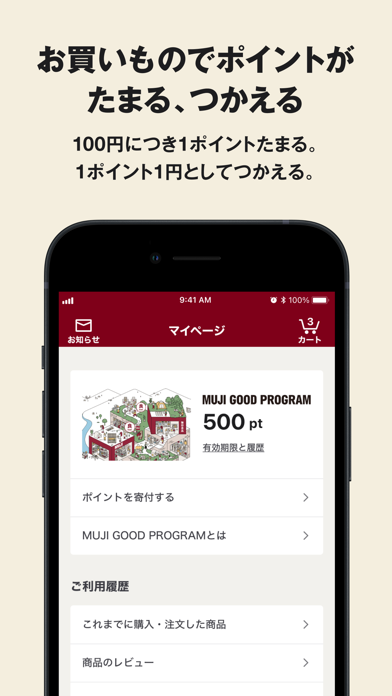 お買いものでポイントが
たまる、つかえる
100円につき1ポイントたまる。
1ポイント1円としてつかえる。
9:41 AM
100%
お知らせ
マイページ
3
カート
MUJI GOOD PROGRAM
500 pt
有効期限と履歴
ポイントを寄付する
MUJI GOOD PROGRAMとは
ご利用履歴
これまでに購入・注文した商品
商品のレビュー